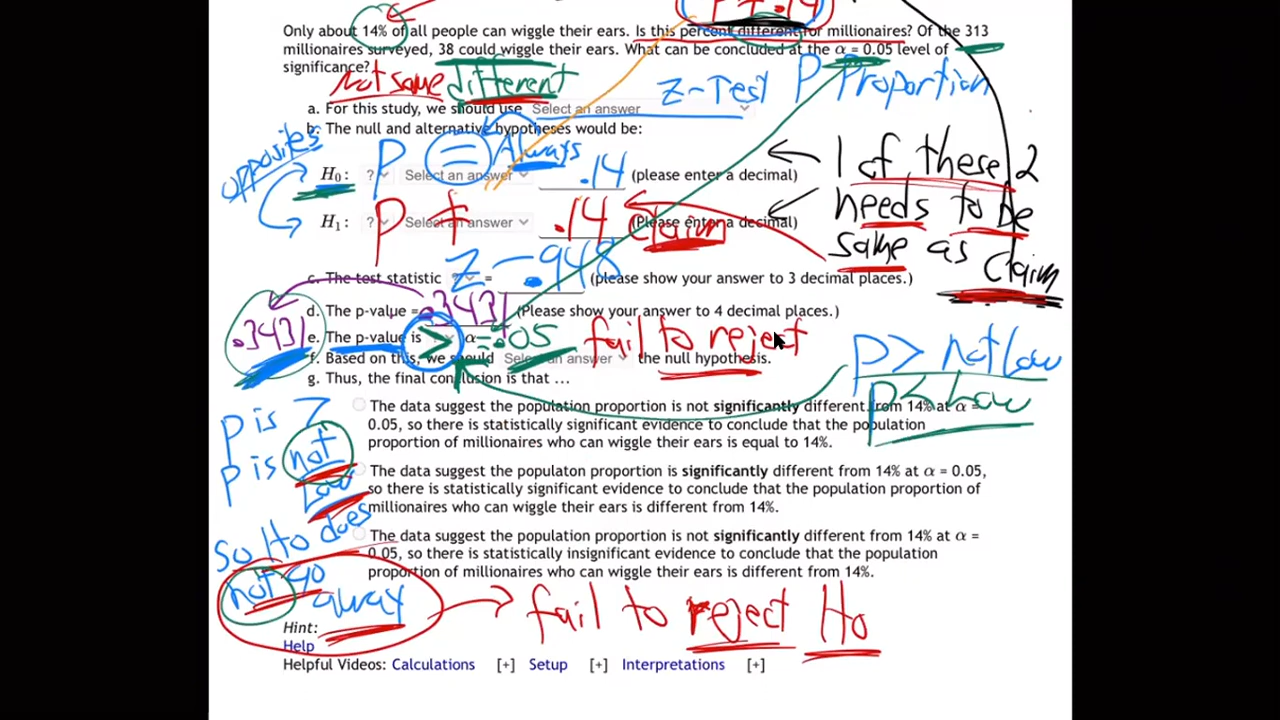 P ≠ .14
Only about 14% of all people can wiggle their ears. Is this percent different for millionaires? Of the 313
millionaires surveyed, 38 could wiggle their ears. What can be concluded at the α = 0.05 level of
significance?
Not same different
z-Test P Proportion
a. For this study, we should use Select an answer
b. The null and alternative hypotheses would be:
opposites
P = Always
H0: ? Select an answer .14 (please enter a decimal)
H1: ? Select an answer .14 (Please enter a decimal)
P ≠
Claim
1 of these 2
needs to be
same as
Claim
c. The test statistic z = -.948 (please show your answer to 3 decimal places.)
d. The p-value = .3431 (Please show your answer to 4 decimal places.)
.3431
e. The p-value is > α = .05
fail to reject
f. Based on this, we should Select an answer the null hypothesis.
P > not low
P < Low
g. Thus, the final conclusion is that ...
The data suggest the population proportion is not significantly different from 14% at α =
0.05, so there is statistically significant evidence to conclude that the population
proportion of millionaires who can wiggle their ears is equal to 14%.
The data suggest the populaton proportion is significantly different from 14% at α = 0.05,
so there is statistically significant evidence to conclude that the population proportion of
millionaires who can wiggle their ears is different from 14%.
The data suggest the population proportion is not significantly different from 14% at α =
0.05, so there is statistically insignificant evidence to conclude that the population
proportion of millionaires who can wiggle their ears is different from 14%.
P is >
P is not
Low
So Ho does
not go
away
fail to reject Ho
Hint:
Help
Helpful Videos: Calculations [+] Setup [+] Interpretations [+]